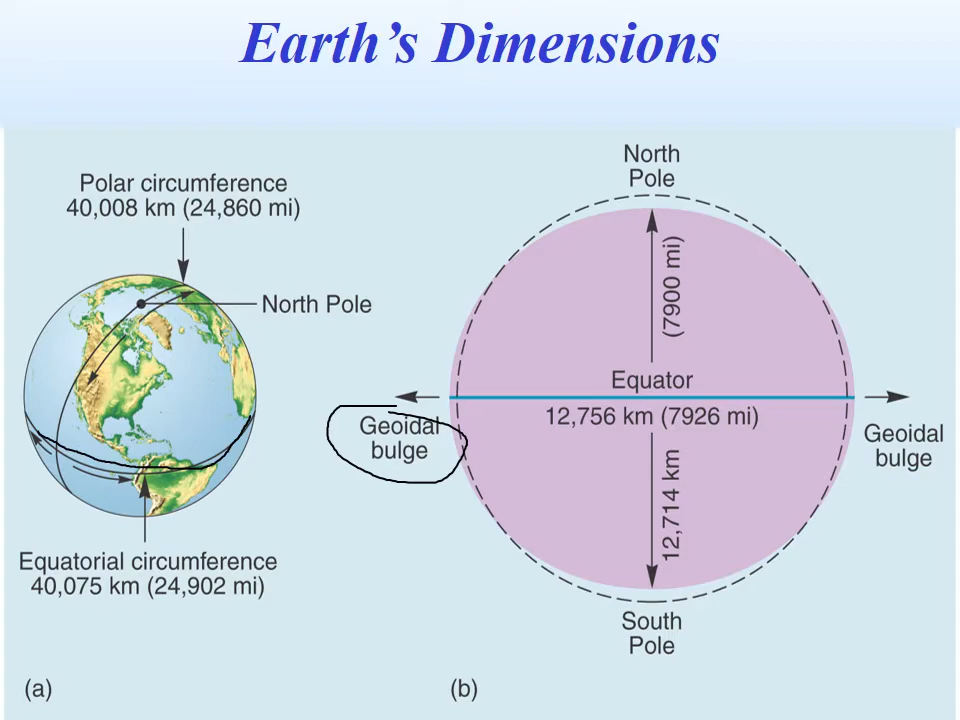 Earth's Dimensions
Polar circumference
40,008 km (24,860 mi)
North Pole
Equatorial circumference
40,075 km (24,902 mi)
(a)
North
Pole
(7900 mi)
Equator
12,756 km (7926 mi)
Geoidal
bulge
Geoidal
bulge
12,714 km
South
Pole
(b)